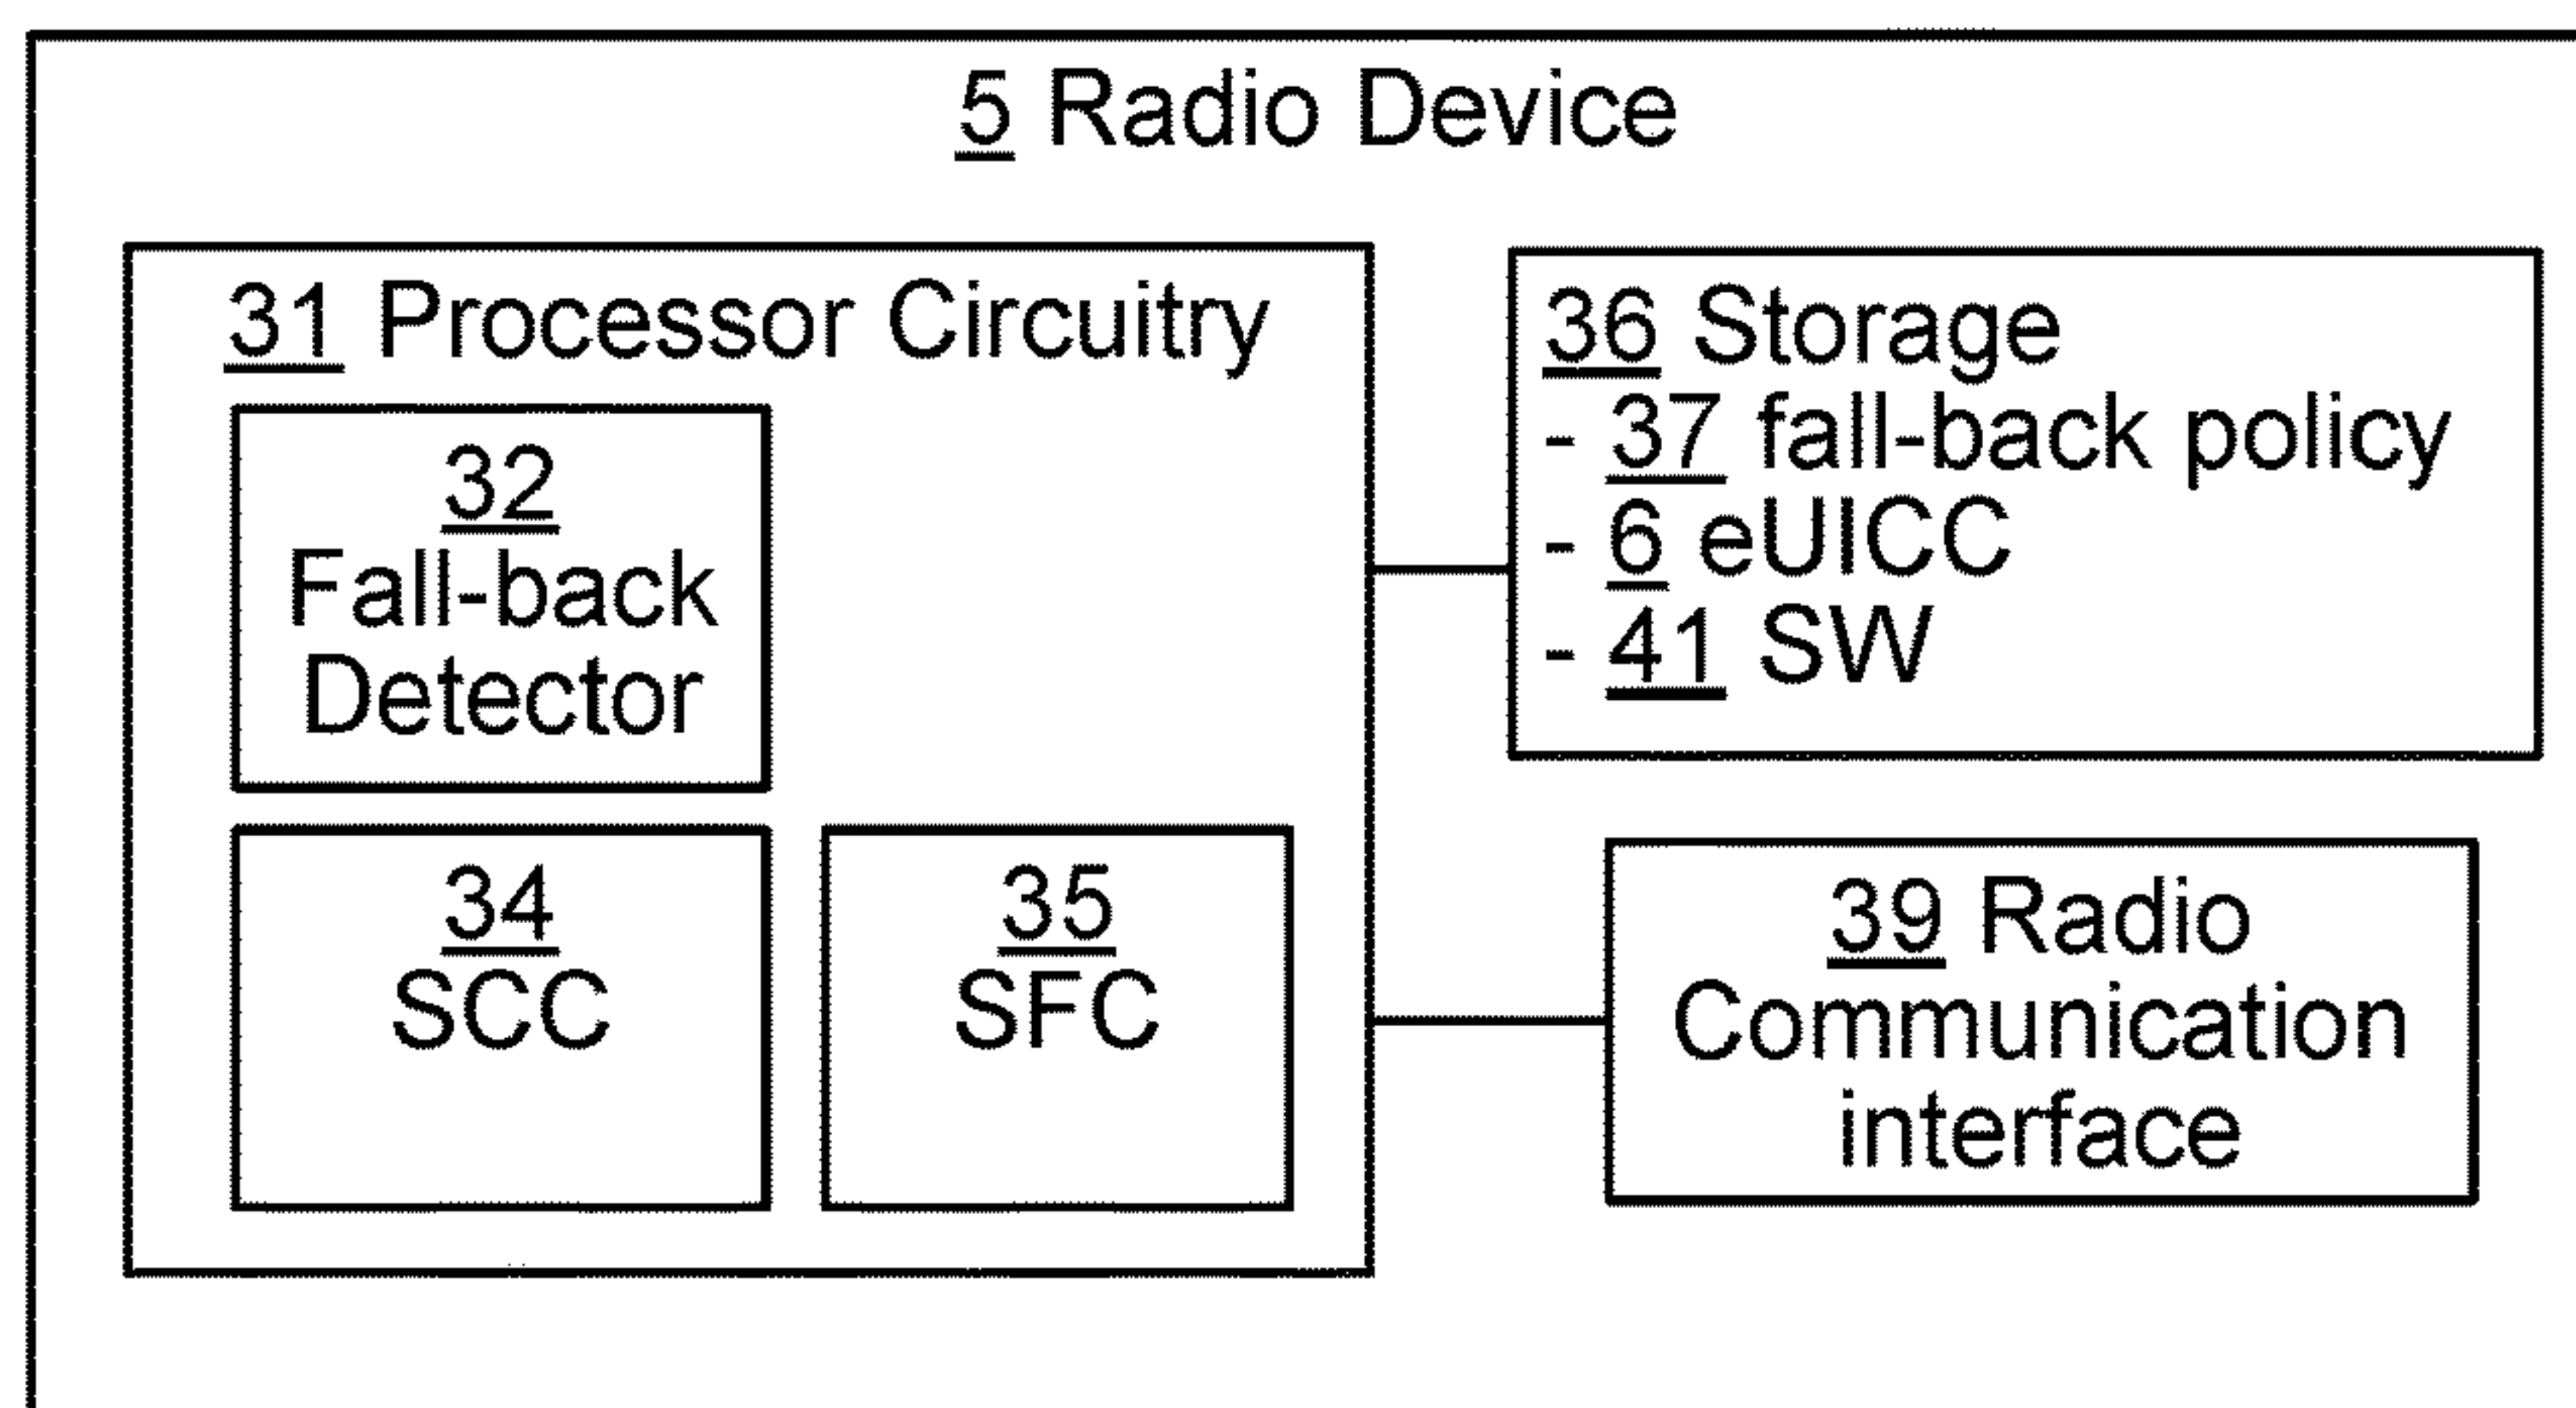 5 Radio Device
31 Processor Circuitry
32
Fall-back
Detector
34
SCC
35
SFC
36 Storage
- 37 fall-back policy
- 6 eUICC
- 41 SW
39 Radio
Communication
interface